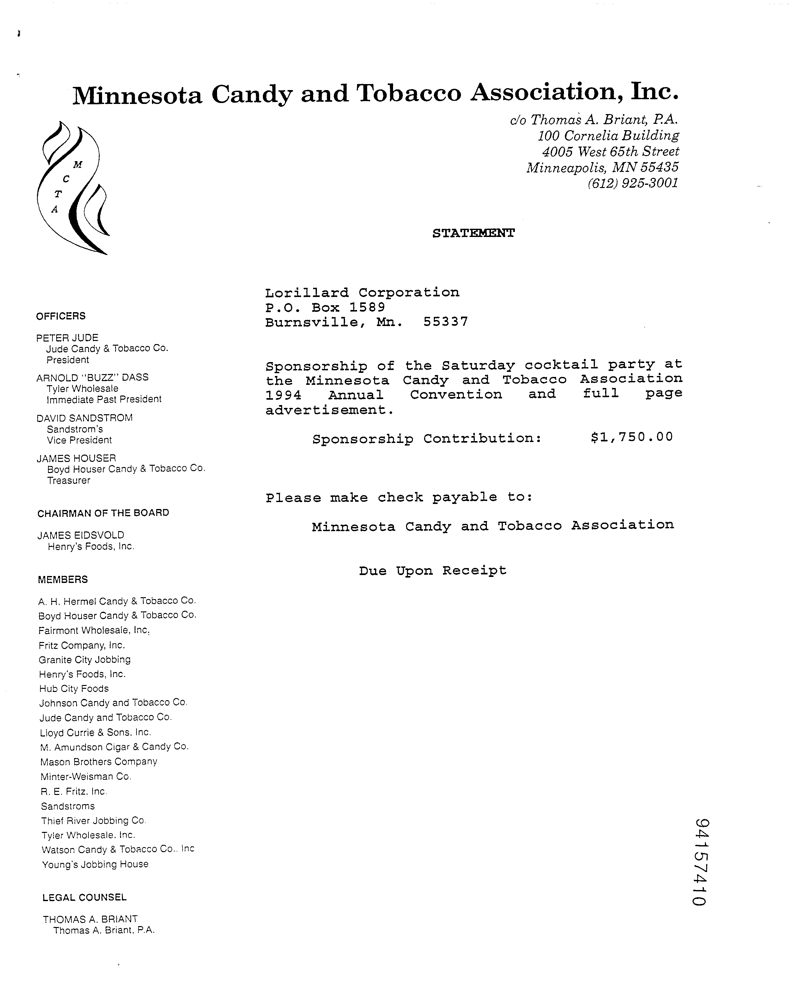 Minnesota Candy and Tobacco Association, Inc.
c/o Thomas A. Briant, P.A.
100 Cornelia Building
4005 West 65th Street
Minneapolis, MN 55435
(612) 925-3001
M
C
T
A
STATEMENT
Lorillard Corporation
P.O. Box 1589
Burnsville, Mn. 55337
Sponsorship of the Saturday cocktail party at
the Minnesota Candy and Tobacco Association
1994 Annual Convention and full page
advertisement.
Sponsorship Contribution: $1,750.00
Please make check payable to:
Minnesota Candy and Tobacco Association
Due Upon Receipt
OFFICERS
PETER JUDE
Jude Candy & Tobacco Co.
President
ARNOLD "BUZZ" DASS
Tyler Wholesale
Immediate Past President
DAVID SANDSTROM
Sandstrom's
Vice President
JAMES HOUSER
Boyd Houser Candy & Tobacco Co.
Treasurer
CHAIRMAN OF THE BOARD
JAMES EIDSVOLD
Henry's Foods, Inc.
MEMBERS
A. H. Hermel Candy & Tobacco Co.
Boyd Houser Candy & Tobacco Co.
Fairmont Wholesale, Inc.
Fritz Company, Inc.
Granite City Jobbing
Henry's Foods, Inc.
Hub City Foods
Johnson Candy and Tobacco Co.
Jude Candy and Tobacco Co.
Lloyd Currie & Sons, Inc.
M. Amundson Cigar & Candy Co.
Mason Brothers Company
Minter-Weisman Co.
R. E. Fritz, Inc.
Sandstroms
Thief River Jobbing Co.
Tyler Wholesale, Inc.
Watson Candy & Tobacco Co., Inc
Young's Jobbing House
LEGAL COUNSEL
THOMAS A. BRIANT
Thomas A. Briant, P.A.
94157410